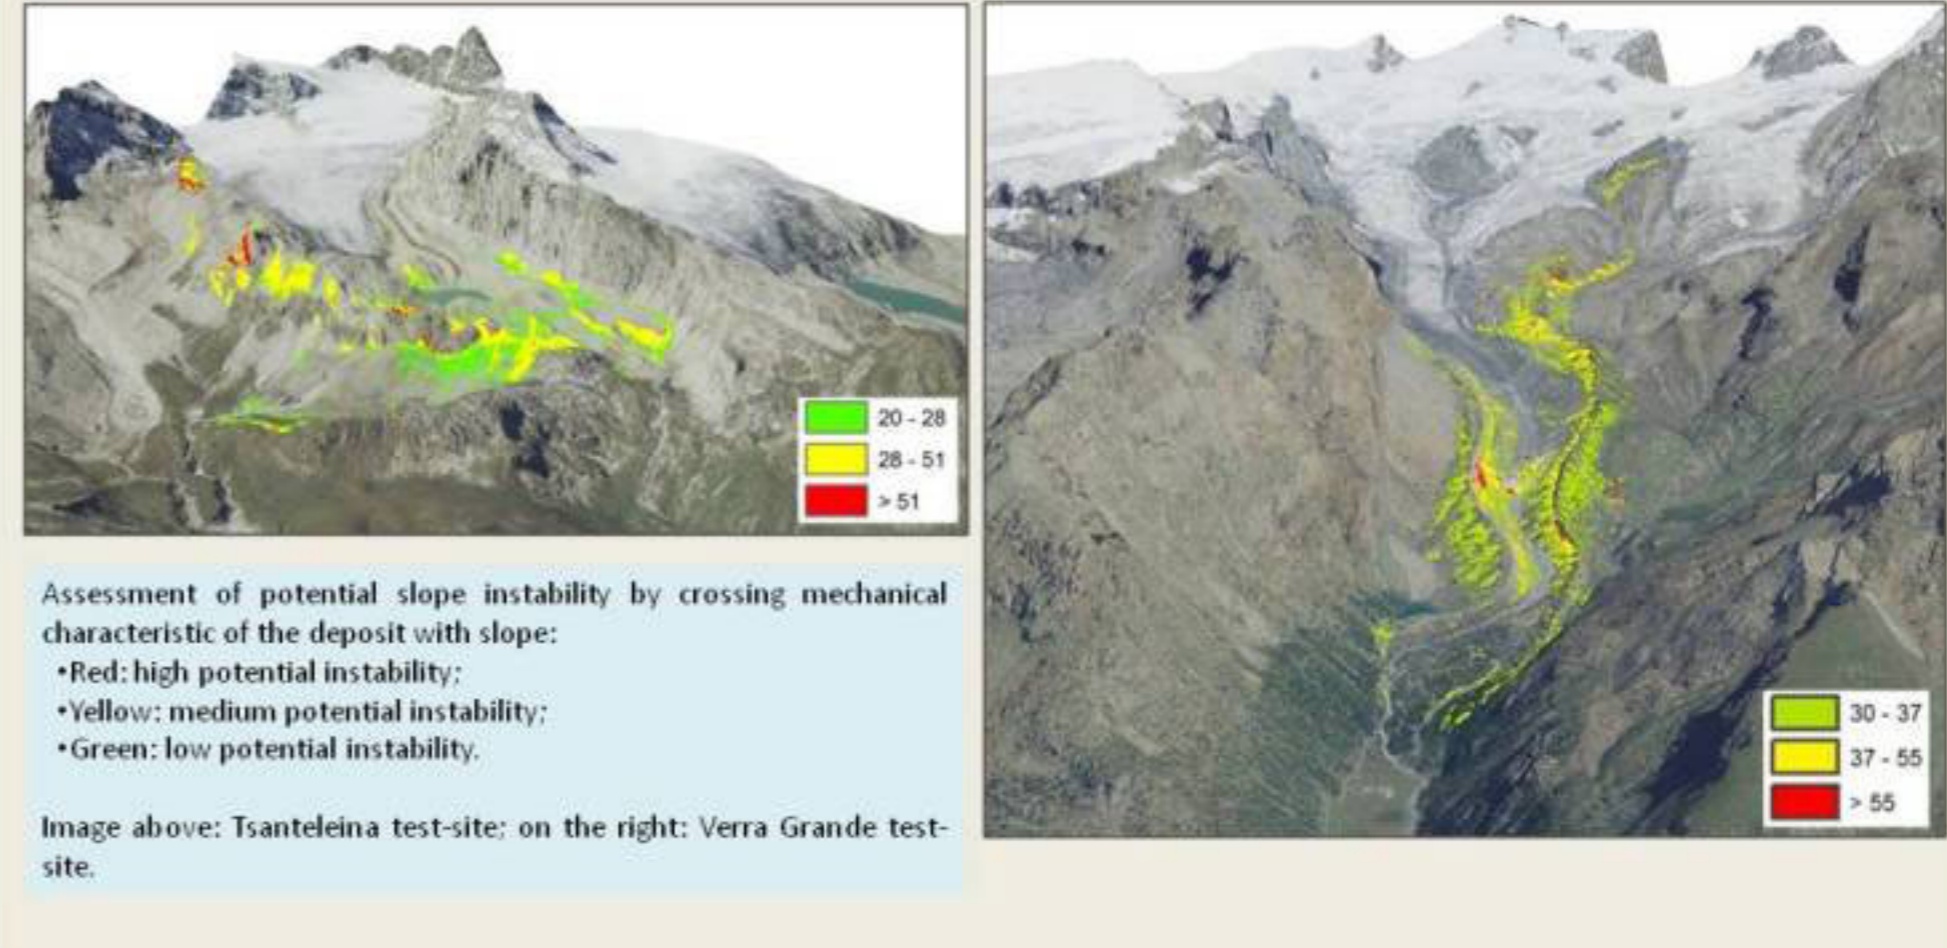 20 - 28
28 - 51
> 51
Assessment of potential slope instability by crossing mechanical
characteristic of the deposit with slope:
•Red: high potential instability;
•Yellow: medium potential instability;
•Green: low potential instability.
Image above: Tsanteleina test-site; on the right: Verra Grande test-
site.
30 - 37
37 - 55
> 55